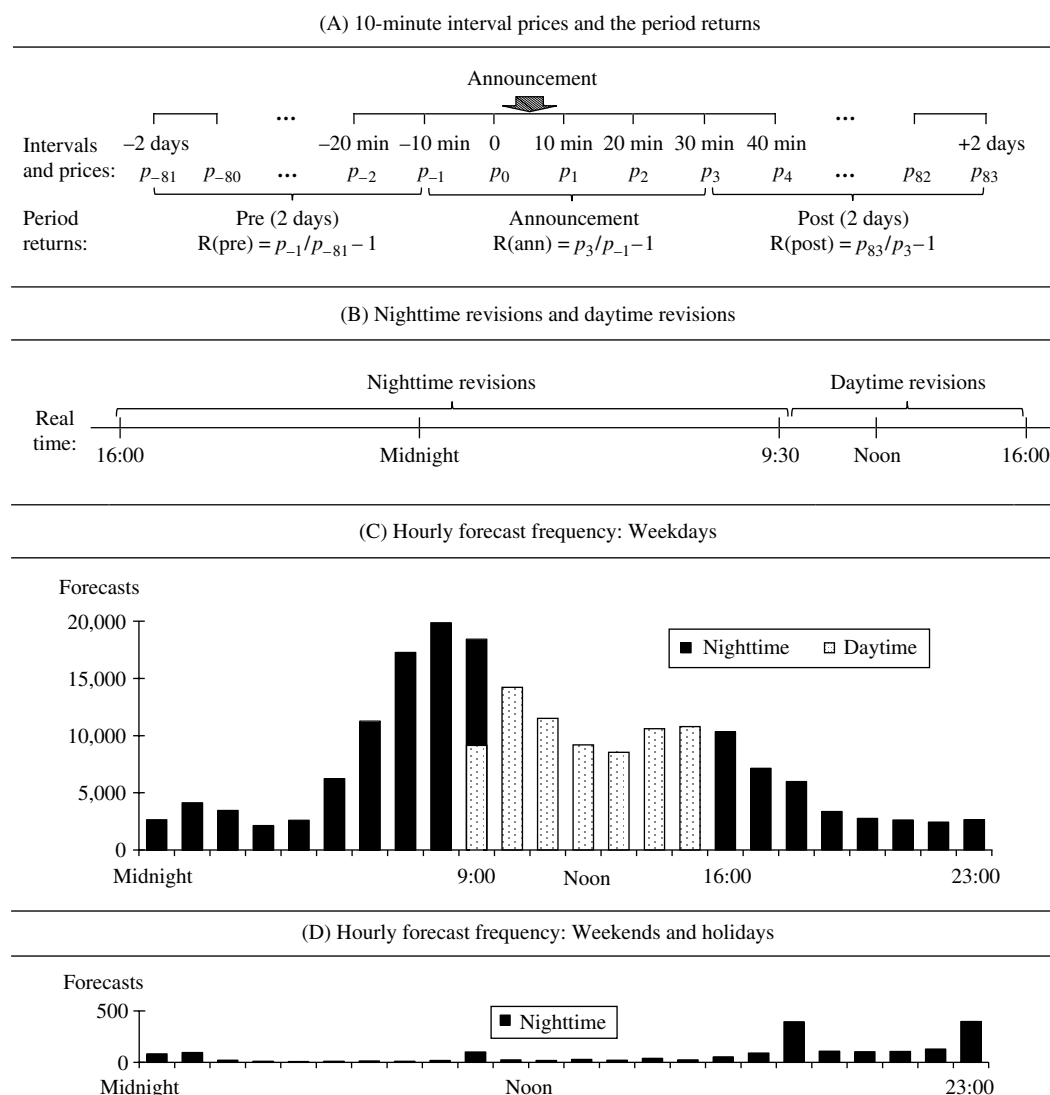 (A) 10-minute interval prices and the period returns
Announcement
...
...
Intervals
and prices:
–2 days –20 min –10 min 0 10 min 20 min 30 min 40 min +2 days
p–81 p–80 ... p–2 p–1 p0 p1 p2 p3 p4 ... p82 p83
Period
returns:
Pre (2 days) Announcement Post (2 days)
R(pre) = p–1/p–81–1 R(ann) = p3/p–1–1 R(post) = p83/p3–1
(B) Nighttime revisions and daytime revisions
Nighttime revisions Daytime revisions
Real
time:
16:00 Midnight 9:30 Noon 16:00
(C) Hourly forecast frequency: Weekdays
Forecasts
20,000
15,000
10,000
5,000
0
Nighttime Daytime
Midnight 9:00 Noon 16:00 23:00
(D) Hourly forecast frequency: Weekends and holidays
Forecasts
500
0
Nighttime
Midnight Noon 23:00